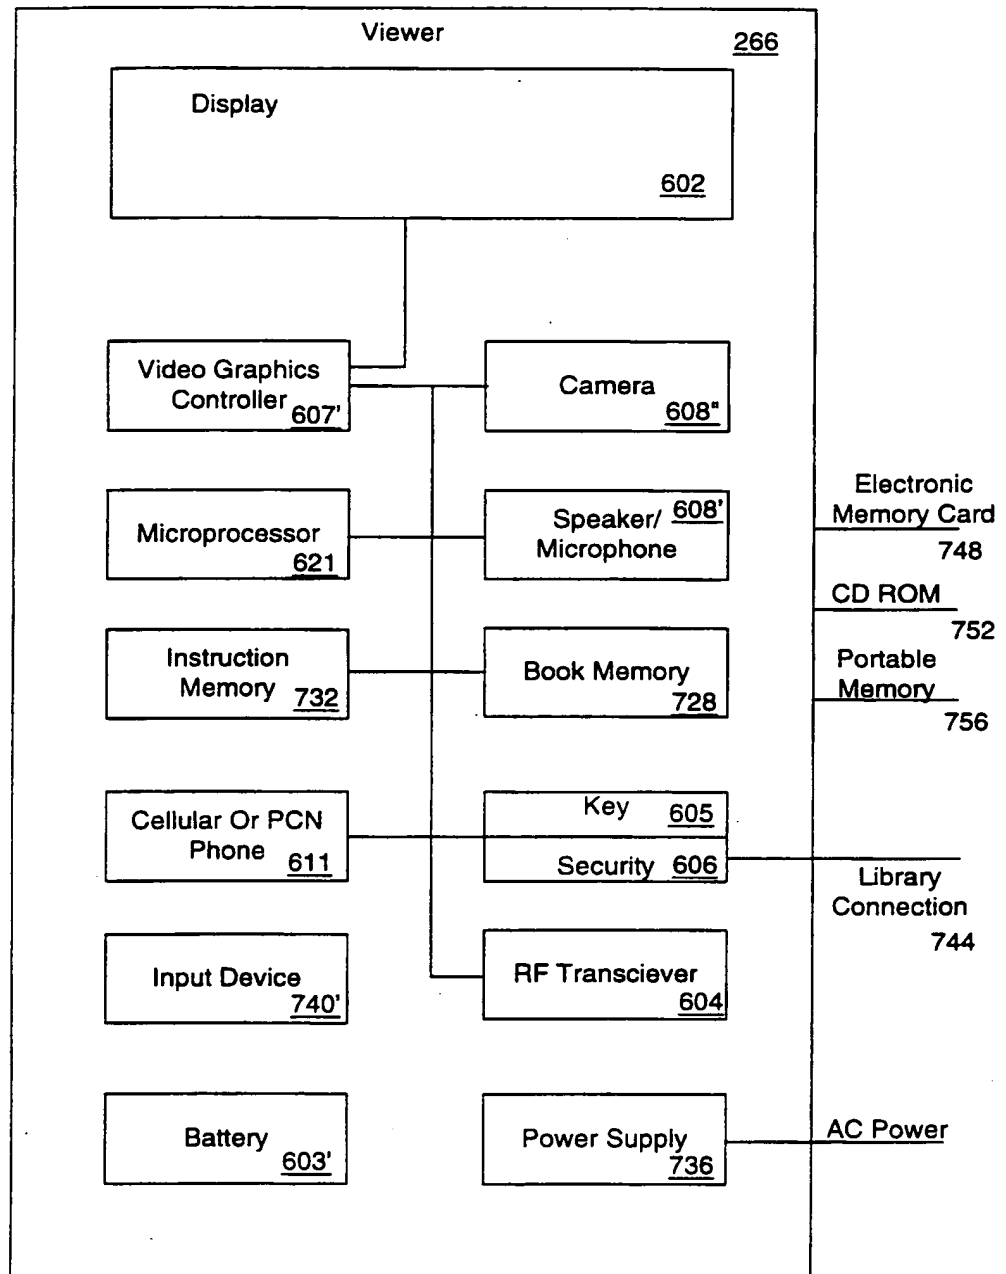 Viewer
266
Display
602
Video Graphics
Controller
607'
Camera
608"
Microprocessor
621
608'
Speaker/
Microphone
Electronic
Memory Card
748
CD ROM
752
Instruction
Memory
732
Book Memory
728
Portable
Memory
756
Cellular Or PCN
Phone
611
Key
605
Security
606
Library
Connection
744
Input Device
740'
RF Transciever
604
Battery
603'
Power Supply
736
AC Power